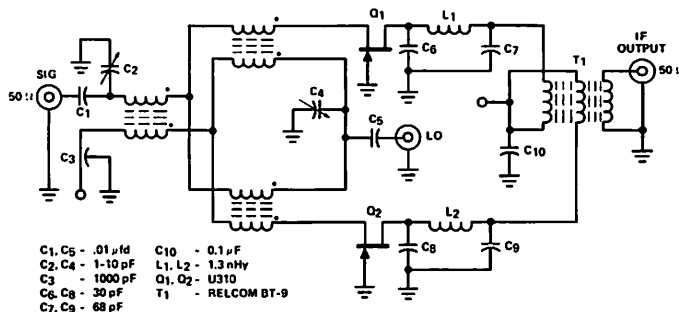 Q1
L1
IF
OUTPUT
T1
50 Ω
C6
C7
SIG
50 Ω
C2
C1
C4
C5
LO
C3
C10
Q2
L2
C8
C9
C1, C5 - .01 μfd
C2, C4 - 1-10 pF
C3 - 1000 pF
C6, C8 - 30 pF
C7, C9 - 68 pF
C10 - 0.1 μF
L1, L2 - 1.3 nHy
Q1, Q2 - U310
T1 - RELCOM BT-9